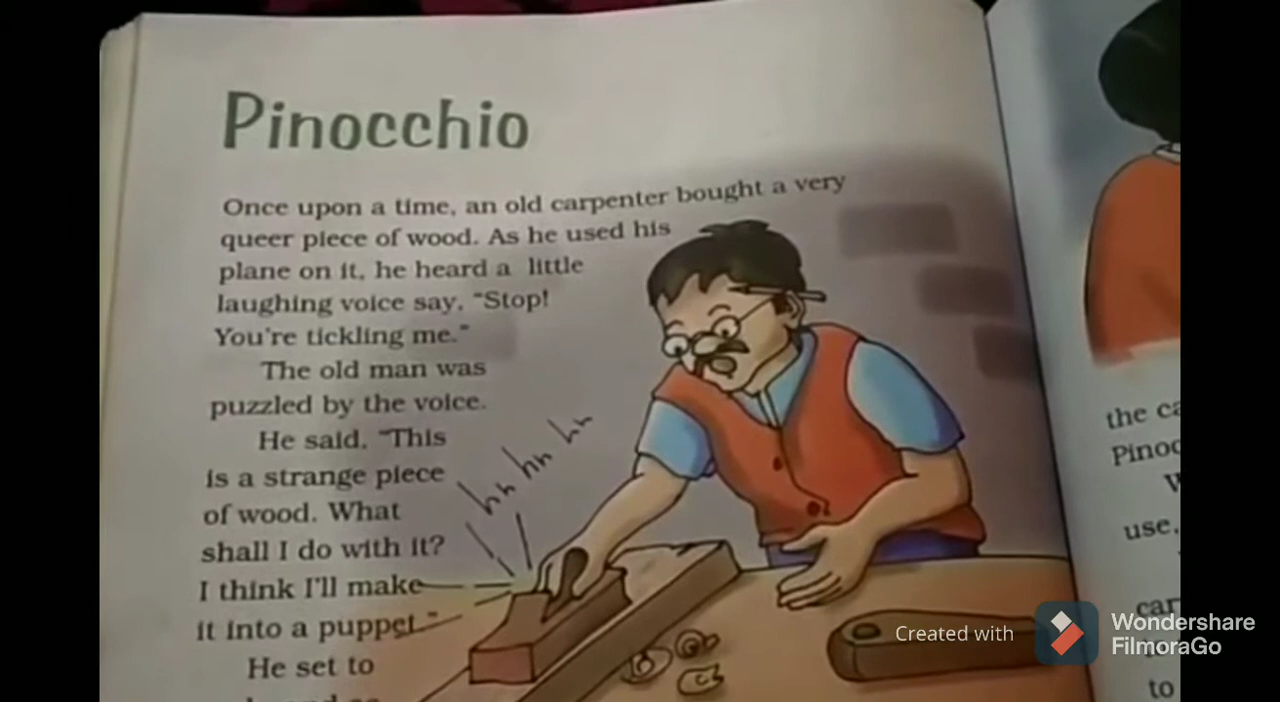 Pinocchio
Once upon a time, an old carpenter bought a very
queer piece of wood. As he used his
plane on it, he heard a little
laughing voice say, "Stop!
You're tickling me."
The old man was
puzzled by the voice.
He said, "This
is a strange piece
of wood. What
shall I do with it?
I think I'll make
it into a puppet."
He set to
hh hh hh
the
use,
to
Created with
Wondershare
FilmoraGo